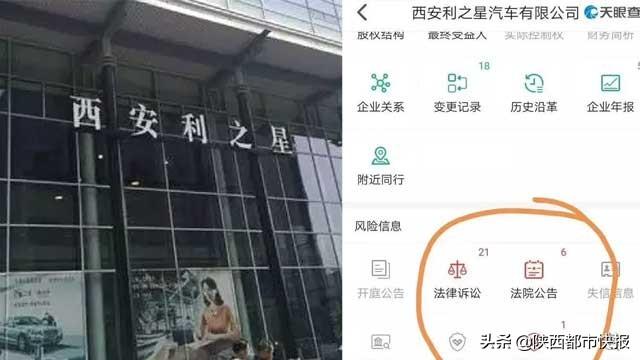 西安利之星
西安利之星汽车有限公司 天眼查
股权结构 最终受益人 实际控制权 财务简析
18
企业关系 变更记录 历史沿革 企业年报
附近同行
风险信息
21 6
开庭公告 法律诉讼 法院公告 失信信息
1
头条 @陕西都市快报